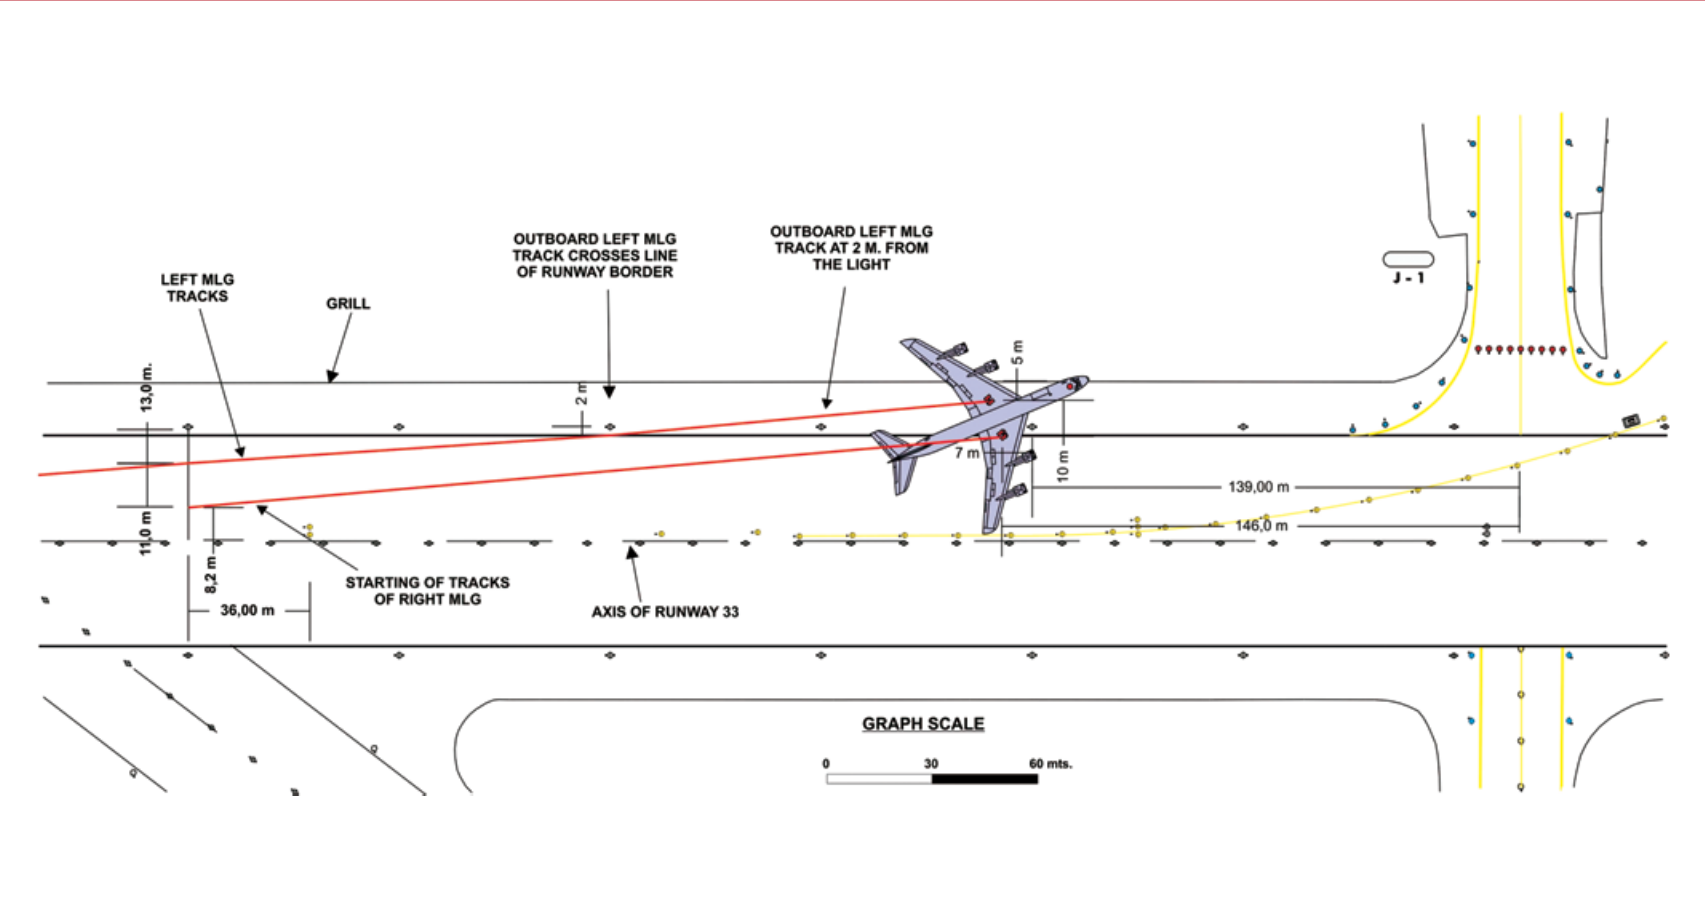 OUTBOARD LEFT MLG
TRACK CROSSES LINE
OF RUNWAY BORDER
OUTBOARD LEFT MLG
TRACK AT 2 M. FROM
THE LIGHT
LEFT MLG
TRACKS
GRILL
J - 1
13,0 m.
2 m
5 m
7 m
10 m
139,00 m
146,0 m
11,0 m
8,2 m
36,00 m
STARTING OF TRACKS
OF RIGHT MLG
AXIS OF RUNWAY 33
GRAPH SCALE
0 30 60 mts.